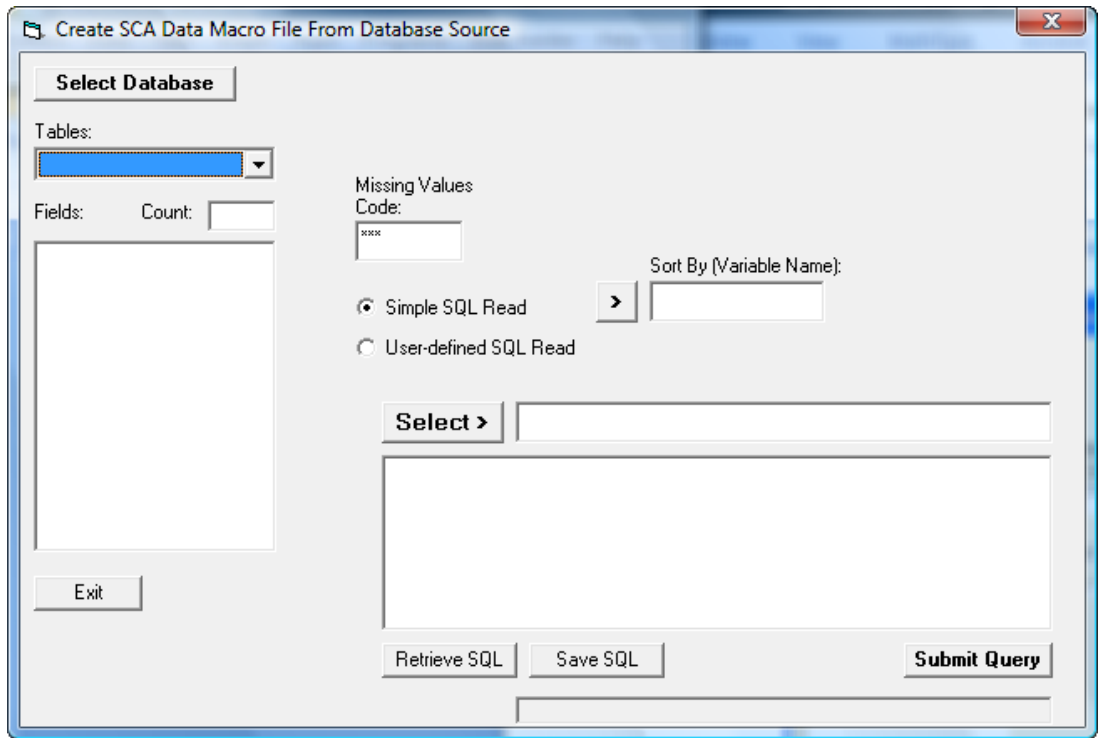 Create SCA Data Macro File From Database Source
Select Database
Tables:
Fields: Count:
Missing Values
Code:
***
Sort By (Variable Name):
Simple SQL Read
>
User-defined SQL Read
Select >
Exit
Retrieve SQL
Save SQL
Submit Query